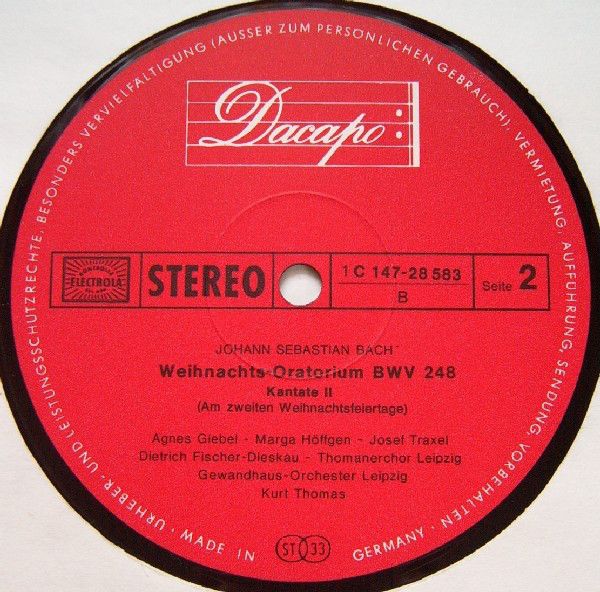 URHEBER- UND LEISTUNGSSCHUTZRECHTE, BESONDERS VERVIELFÄLTIGUNG (AUSSER ZUM PERSÖNLICHEN GEBRAUCH), VERMIETUNG, AUFFÜHRUNG, SENDUNG, VORBEHALTEN · GERMANY · MADE IN
Dacapo
ELECTROLA
STEREO
1 C 147-28 583
B
Seite 2
JOHANN SEBASTIAN BACH
Weihnachts-Oratorium BWV 248
Kantate II
(Am zweiten Weihnachtsfeiertage)
Agnes Giebel - Marga Höffgen - Josef Traxel
Dietrich Fischer-Dieskau - Thomanerchor Leipzig
Gewandhaus-Orchester Leipzig
Kurt Thomas
ST 33